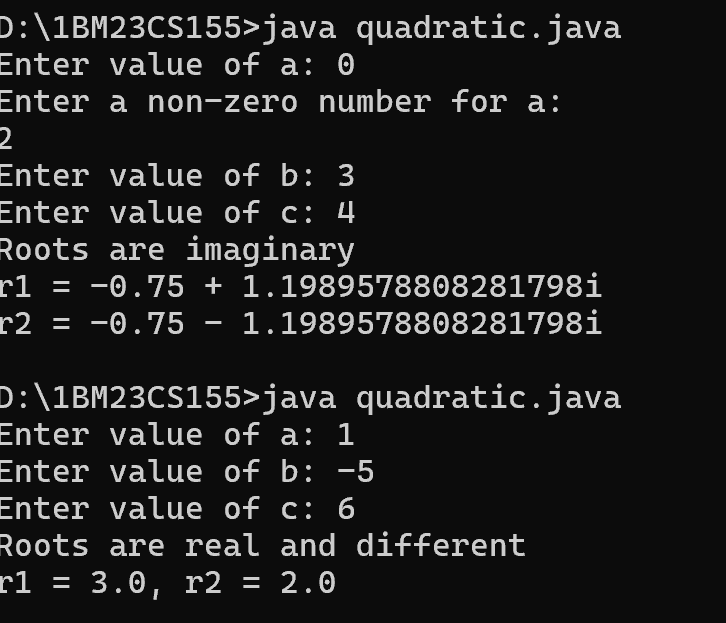 D:\1BM23CS155>java quadratic.java
Enter value of a: 0
Enter a non-zero number for a:
2
Enter value of b: 3
Enter value of c: 4
Roots are imaginary
r1 = -0.75 + 1.1989578808281798i
r2 = -0.75 - 1.1989578808281798i
D:\1BM23CS155>java quadratic.java
Enter value of a: 1
Enter value of b: -5
Enter value of c: 6
Roots are real and different
r1 = 3.0, r2 = 2.0